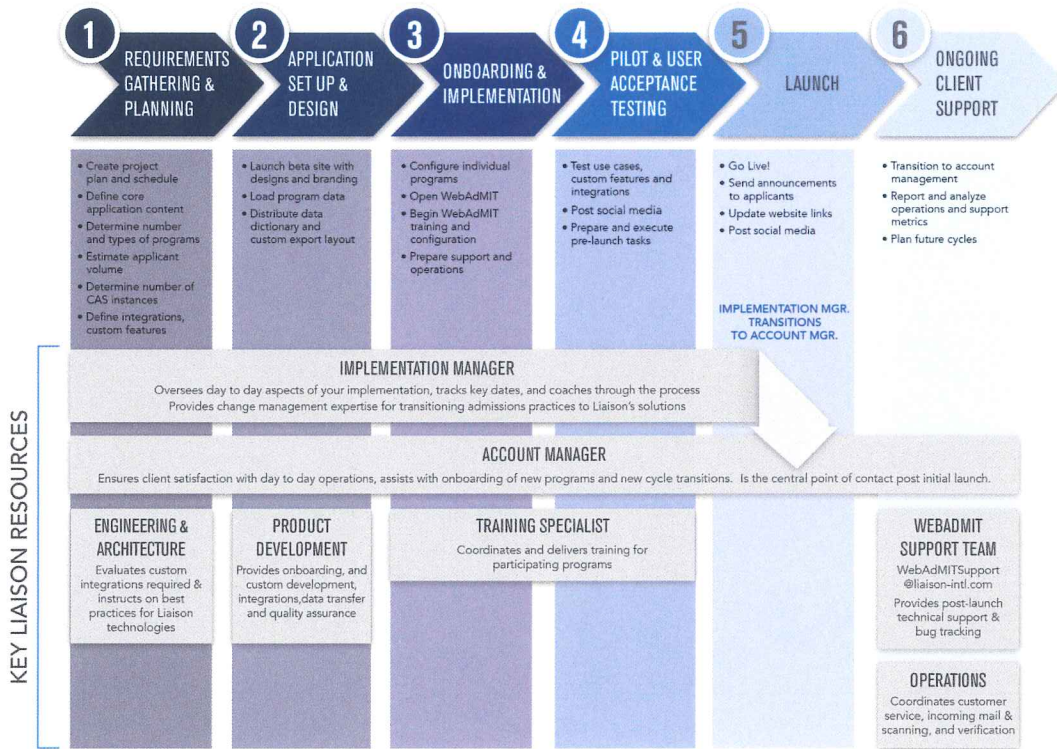 1
REQUIREMENTS
GATHERING &
PLANNING
2
APPLICATION
SET UP &
DESIGN
3
ONBOARDING &
IMPLEMENTATION
4
PILOT & USER
ACCEPTANCE
TESTING
5
LAUNCH
6
ONGOING
CLIENT
SUPPORT
• Create project
plan and schedule
• Define core
application content
• Determine number
and types of programs
• Estimate applicant
volume
• Determine number of
CAS instances
• Define integrations,
custom features
• Launch beta site with
designs and branding
• Load program data
• Distribute data
dictionary and
custom export layout
• Configure individual
programs
• Open WebAdMIT
• Begin WebAdMIT
training and
configuration
• Prepare support and
operations
• Test use cases,
custom features and
integrations
• Post social media
• Prepare and execute
pre-launch tasks
• Go Live!
• Send announcements
to applicants
• Update website links
• Post social media
IMPLEMENTATION MGR.
TRANSITIONS
TO ACCOUNT MGR.
• Transition to account
management
• Report and analyze
operations and support
metrics
• Plan future cycles
KEY LIAISON RESOURCES
IMPLEMENTATION MANAGER
Oversees day to day aspects of your implementation, tracks key dates, and coaches through the process
Provides change management expertise for transitioning admissions practices to Liaison's solutions
ACCOUNT MANAGER
Ensures client satisfaction with day to day operations, assists with onboarding of new programs and new cycle transitions. Is the central point of contact post initial launch.
ENGINEERING &
ARCHITECTURE
Evaluates custom
integrations required &
instructs on best
practices for Liaison
technologies
PRODUCT
DEVELOPMENT
Provides onboarding, and
custom development,
integrations,data transfer
and quality assurance
TRAINING SPECIALIST
Coordinates and delivers training for
participating programs
WEBADMIT
SUPPORT TEAM
WebAdMITSupport
@liaison-intl.com
Provides post-launch
technical support &
bug tracking
OPERATIONS
Coordinates customer
service, incoming mail &
scanning, and verification